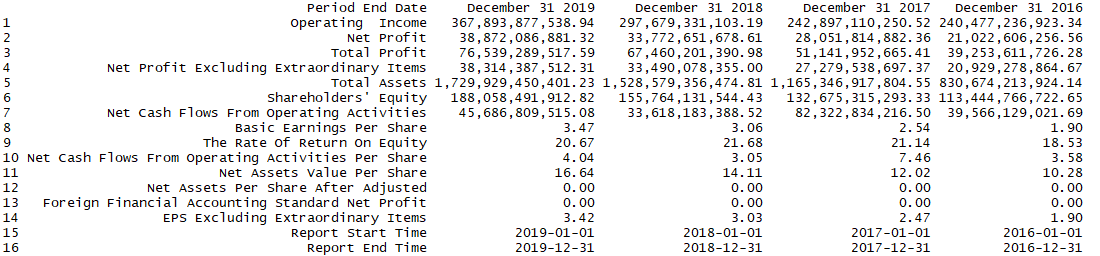 Period End Date December 31 2019 December 31 2018 December 31 2017 December 31 2016
1 Operating Income 367,893,877,538.94 297,679,331,103.19 242,897,110,250.52 240,477,236,923.34
2 Net Profit 38,872,086,881.32 33,772,651,678.61 28,051,814,882.36 21,022,606,256.56
3 Total Profit 76,539,289,517.59 67,460,201,390.98 51,141,952,665.41 39,253,611,726.28
4 Net Profit Excluding Extraordinary Items 38,314,387,512.31 33,490,078,355.00 27,279,538,697.37 20,929,278,864.67
5 Total Assets 1,729,929,450,401.23 1,528,579,356,474.81 1,165,346,917,804.55 830,674,213,924.14
6 Shareholders' Equity 188,058,491,912.82 155,764,131,544.43 132,675,315,293.33 113,444,766,722.65
7 Net Cash Flows From Operating Activities 45,686,809,515.08 33,618,183,388.52 82,322,834,216.50 39,566,129,021.69
8 Basic Earnings Per Share 3.47 3.06 2.54 1.90
9 The Rate Of Return On Equity 20.67 21.68 21.14 18.53
10 Net Cash Flows From Operating Activities Per Share 4.04 3.05 7.46 3.58
11 Net Assets Value Per Share 16.64 14.11 12.02 10.28
12 Net Assets Per Share After Adjusted 0.00 0.00 0.00 0.00
13 Foreign Financial Accounting Standard Net Profit 0.00 0.00 0.00 0.00
14 EPS Excluding Extraordinary Items 3.42 3.03 2.47 1.90
15 Report Start Time 2019-01-01 2018-01-01 2017-01-01 2016-01-01
16 Report End Time 2019-12-31 2018-12-31 2017-12-31 2016-12-31